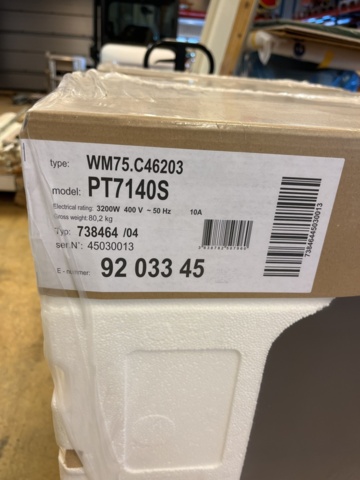 type: WM75.C46203
model: PT7140S
Electrical rating: 3200W 400 V ~ 50 Hz 10A
Gross weight 80,2 kg
Typ: 738464 /04
ser.N°: 45030013
E - nummer: 92 033 45
73846445030013